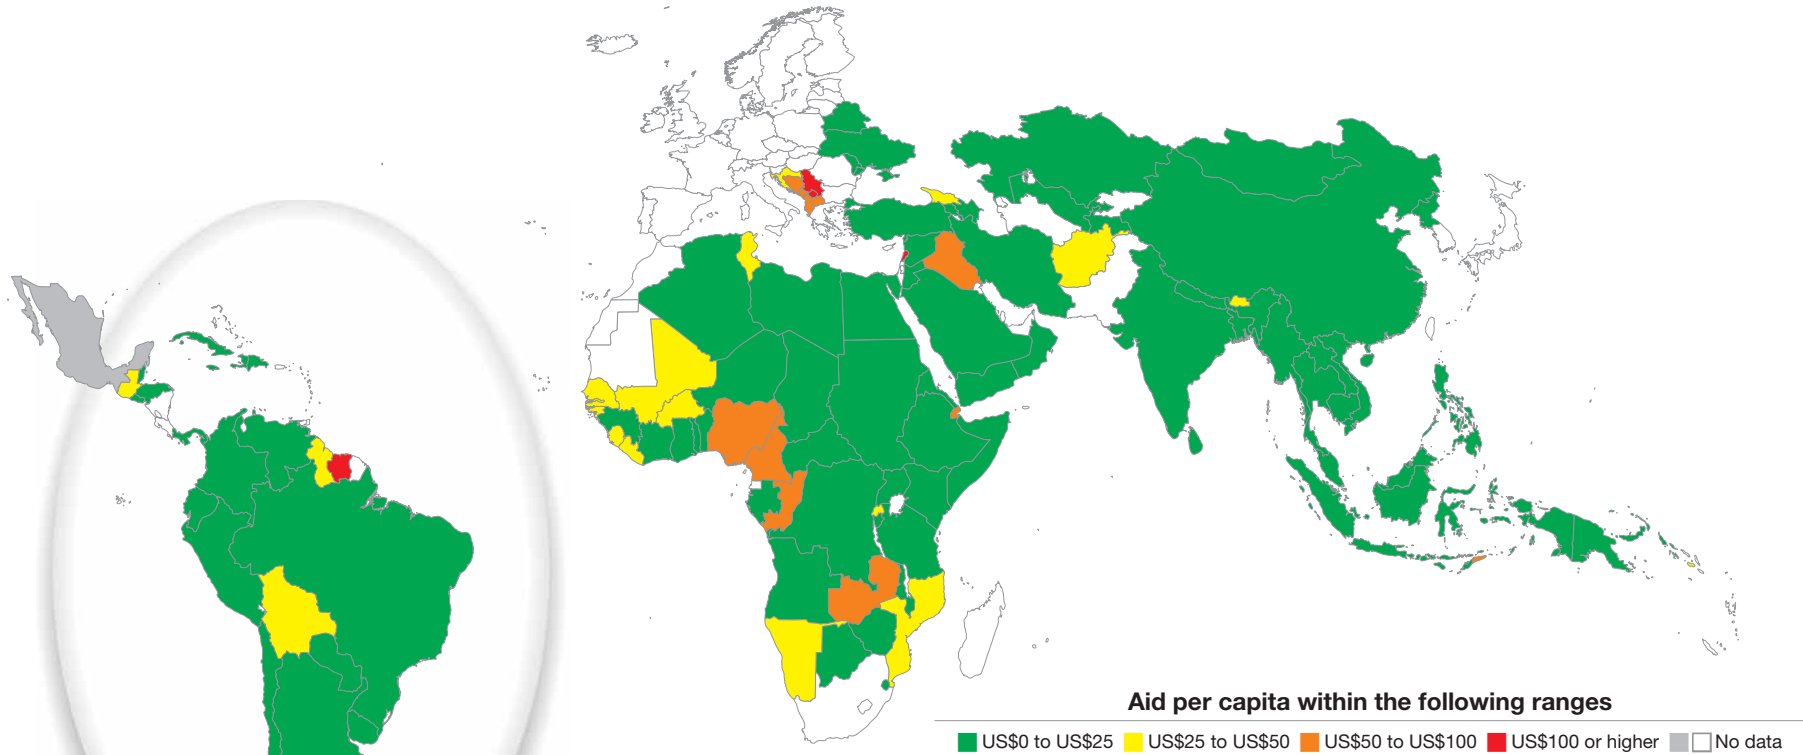 Aid per capita within the following ranges
US$0 to US$25 US$25 to US$50 US$50 to US$100 US$100 or higher No data